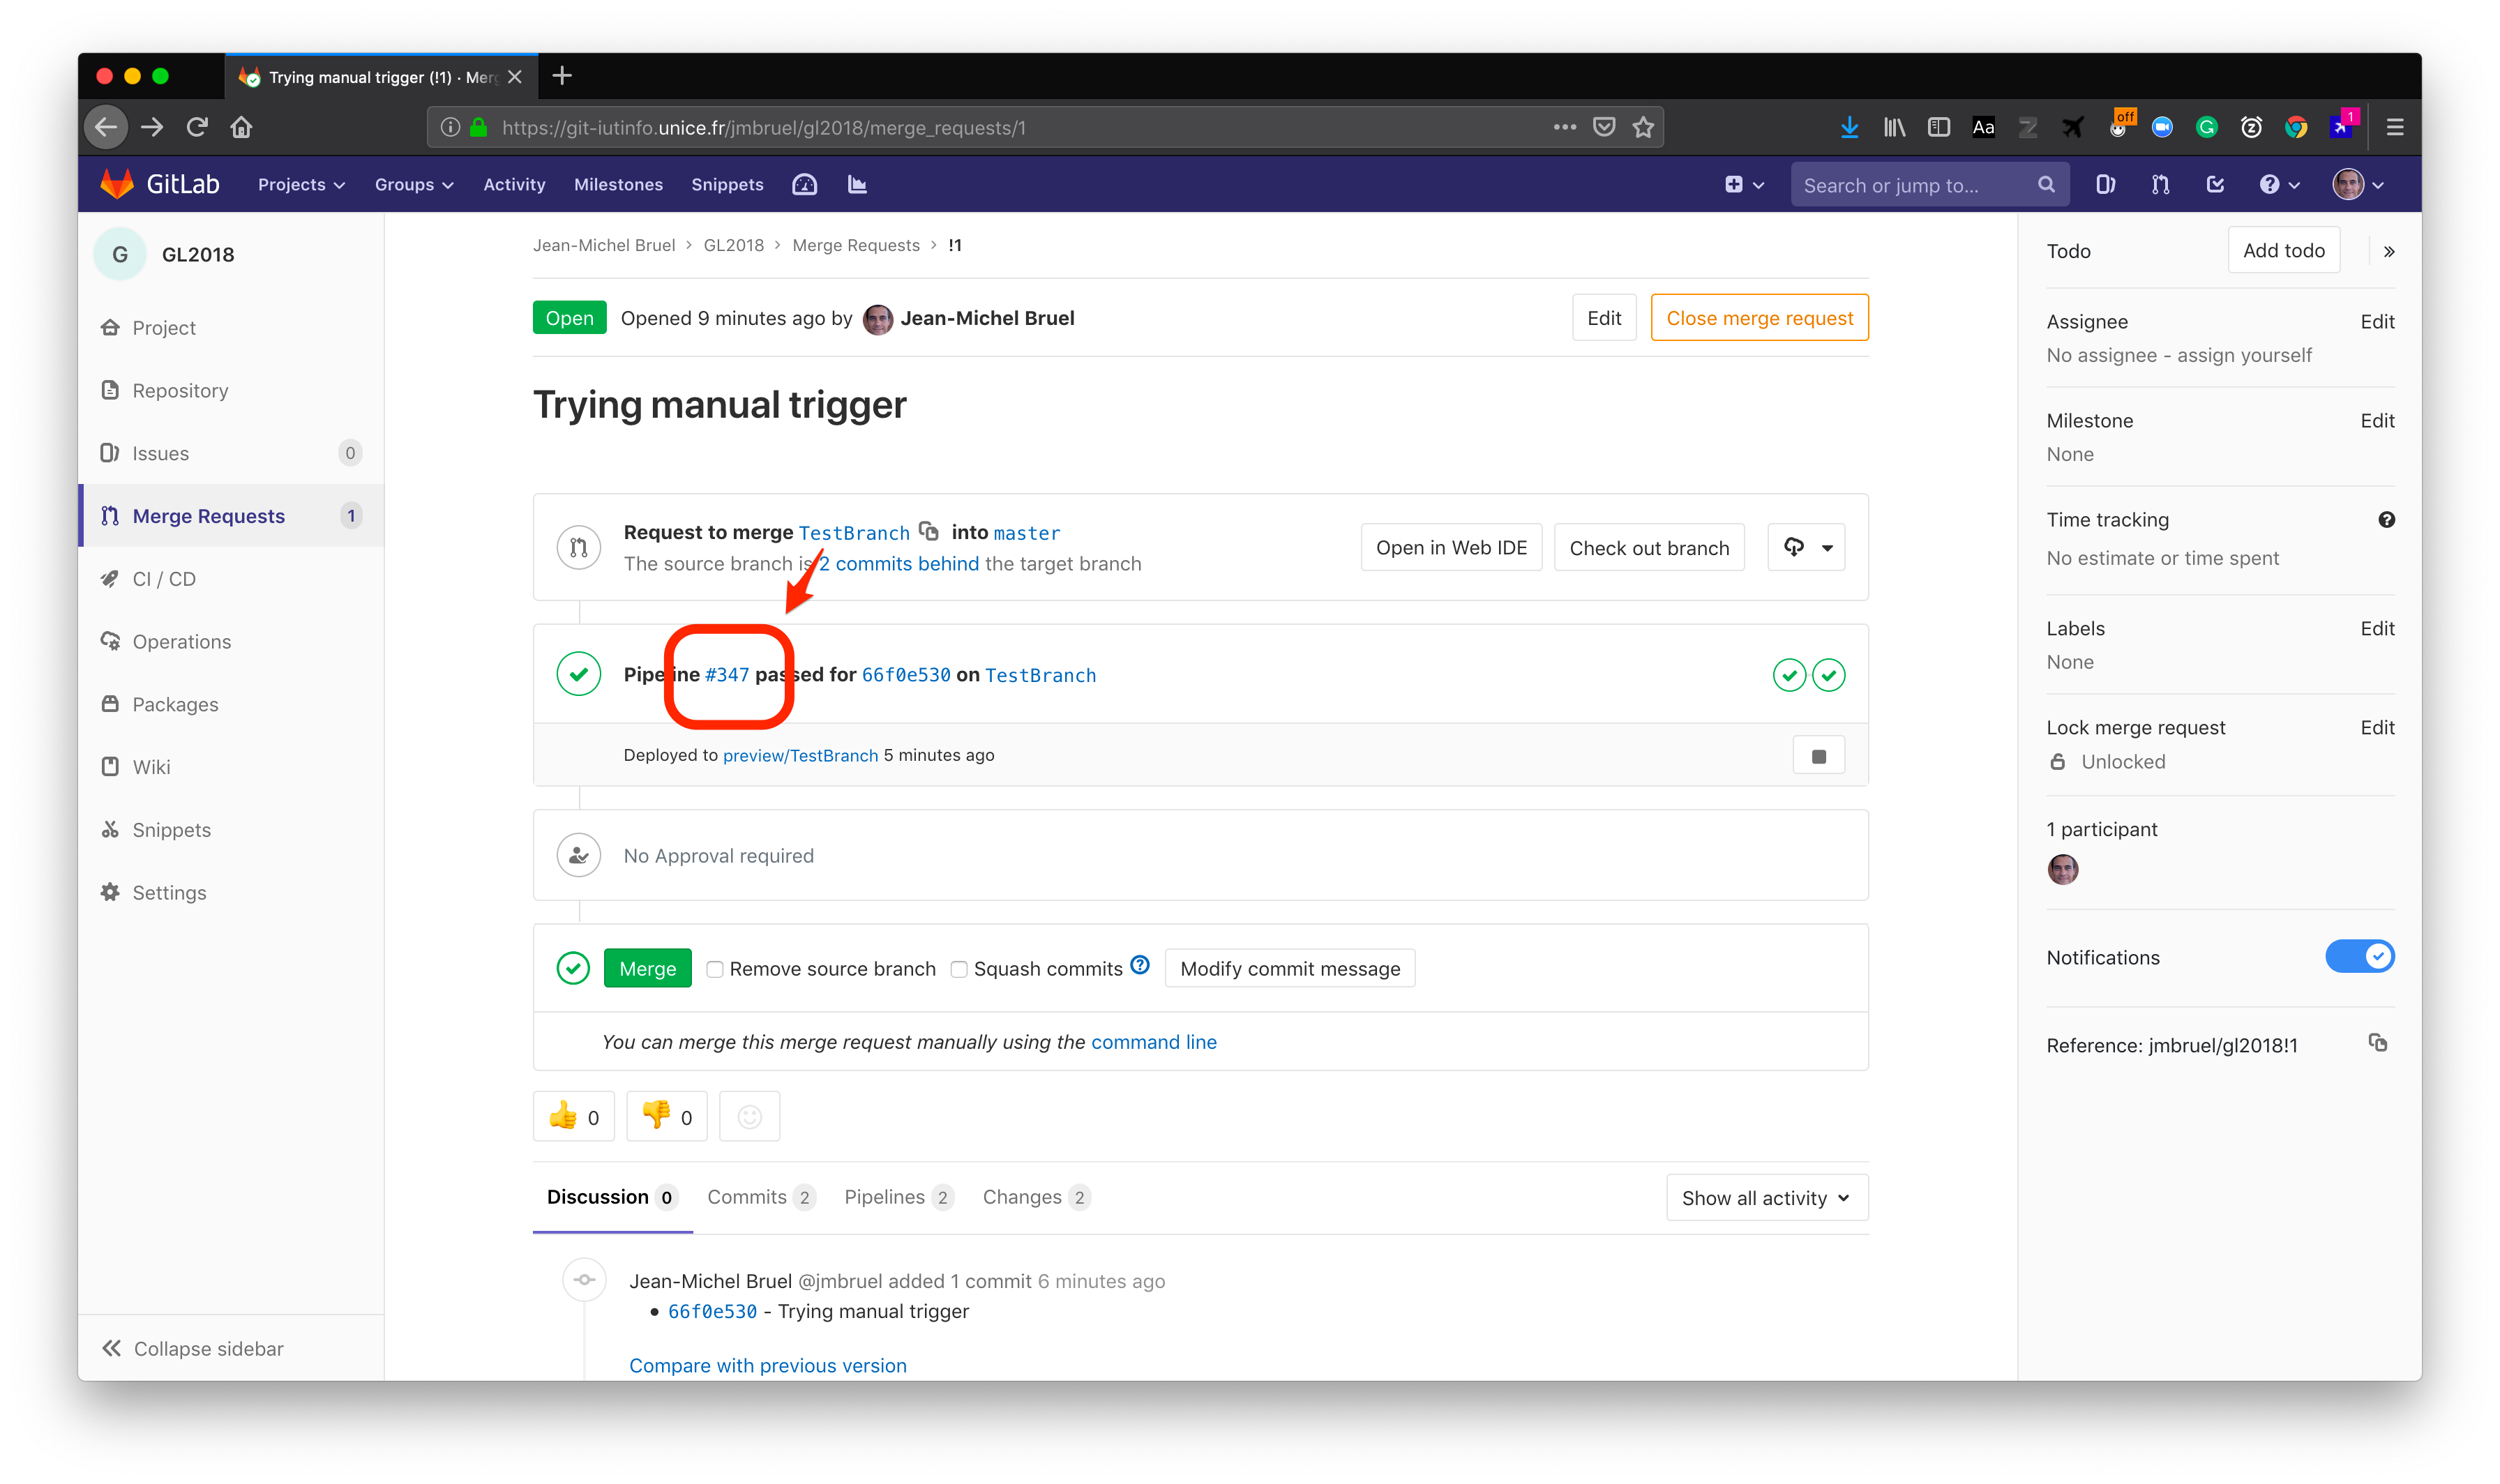 Trying manual trigger (!1) · Merg
https://git-iutinfo.unice.fr/jmbruel/gl2018/merge_requests/1
Aa
off
1
GitLab
Projects
Groups
Activity
Milestones
Snippets
Search or jump to...
G GL2018
Project
Repository
Issues 0
Merge Requests 1
CI / CD
Operations
Packages
Wiki
Snippets
Settings
Collapse sidebar
Jean-Michel Bruel > GL2018 > Merge Requests > !1
Open Opened 9 minutes ago by Jean-Michel Bruel
Edit
Close merge request
Trying manual trigger
Request to merge TestBranch into master
The source branch is 2 commits behind the target branch
Open in Web IDE
Check out branch
Pipeline #347 passed for 66f0e530 on TestBranch
Deployed to preview/TestBranch 5 minutes ago
No Approval required
Merge Remove source branch Squash commits Modify commit message
You can merge this merge request manually using the command line
👍 0 👎 0
Discussion 0 Commits 2 Pipelines 2 Changes 2
Show all activity
Jean-Michel Bruel @jmbruel added 1 commit 6 minutes ago
• 66f0e530 - Trying manual trigger
Compare with previous version
Todo Add todo »
Assignee Edit
No assignee - assign yourself
Milestone Edit
None
Time tracking
No estimate or time spent
Labels Edit
None
Lock merge request Edit
Unlocked
1 participant
Notifications
Reference: jmbruel/gl2018!1